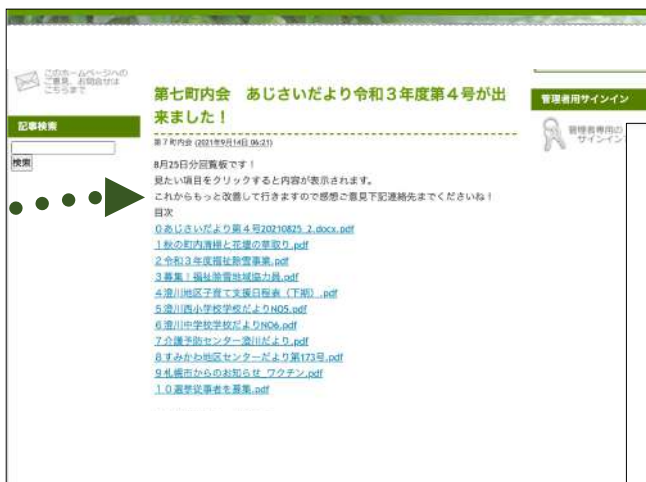 このホームページへの
ご意見、お問合せは
こちらまで
記事検索
検索
第七町内会　あじさいだより令和３年度第４号が出
来ました！
第７町内会 (2021年9月14日 06:21)
8月25日分回覧板です！
見たい項目をクリックすると内容が表示されます。
これからもっと改善して行きますので感想ご意見下記連絡先までくださいね！
目次
０あじさいだより第４号20210825_2.docx.pdf
１秋の町内清掃と花壇の草取り.pdf
２令和３年度福祉除雪事業.pdf
３募集！福祉除雪地域協力員.pdf
４澄川地区子育て支援日程表（下期）.pdf
５澄川西小学校学校だよりNO5.pdf
６澄川中学校学校だよりNO6.pdf
７介護予防センター澄川だより.pdf
８すみかわ地区センターだより第173号.pdf
９札幌市からのお知らせ_ワクチン.pdf
１０選挙従事者を募集.pdf
管理者用サインイン
管理者専用の
サインイン